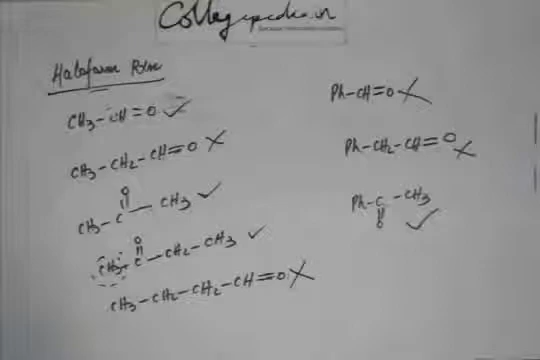 Collegepedia.in
Haloform Rxn
CH3-CH=O ✓
CH3-CH2-CH=O ✗
O
CH3-C-CH3 ✓
O
CH3-C-CH2-CH3 ✓
CH3-CH2-CH2-CH=O ✗
Ph-CH=O ✗
Ph-CH2-CH=O ✗
Ph-C-CH3
O ✓